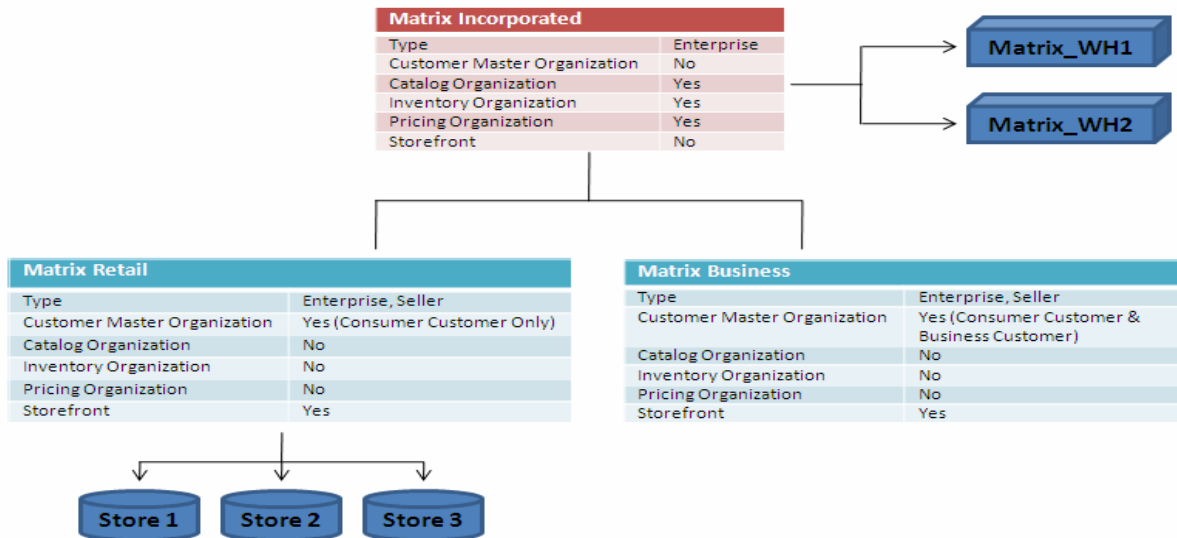 Matrix Incorporated
Type Enterprise
Customer Master Organization No
Catalog Organization Yes
Inventory Organization Yes
Pricing Organization Yes
Storefront No
Matrix_WH1
Matrix_WH2
Matrix Retail
Type Enterprise, Seller
Customer Master Organization Yes (Consumer Customer Only)
Catalog Organization No
Inventory Organization No
Pricing Organization No
Storefront Yes
Matrix Business
Type Enterprise, Seller
Customer Master Organization Yes (Consumer Customer &
Business Customer)
Catalog Organization No
Inventory Organization No
Pricing Organization No
Storefront Yes
Store 1
Store 2
Store 3